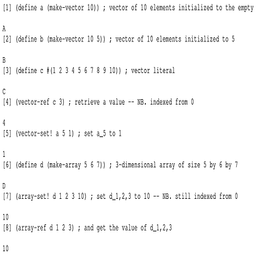 [1] (define a (make-vector 10)) ; vector of 10 elements initialized to the empty
A
[2] (define b (make-vector 10 5)) ; vector of 10 elements initialized to 5
B
[3] (define c #(1 2 3 4 5 6 7 8 9 10)) ; vector literal
C
[4] (vector-ref c 3) ; retrieve a value -- NB. indexed from 0
4
[5] (vector-set! a 5 1) ; set a_5 to 1
1
[6] (define d (make-array 5 6 7)) ; 3-dimensional array of size 5 by 6 by 7
D
[7] (array-set! d 1 2 3 10) ; set d_1,2,3 to 10 -- NB. still indexed from 0
10
[8] (array-ref d 1 2 3) ; and get the value of d_1,2,3
10